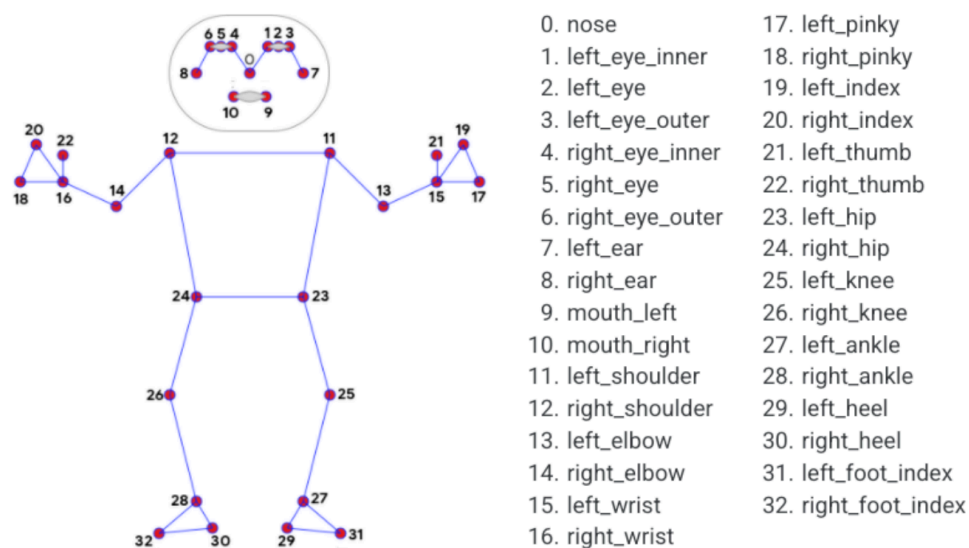 6 5 4 1 2 3
0
8 7
10 9
20 22 12 11 21 19
18 16 14 13 15 17
24 23
26 25
28 27
32 30 29 31
0. nose
1. left_eye_inner
2. left_eye
3. left_eye_outer
4. right_eye_inner
5. right_eye
6. right_eye_outer
7. left_ear
8. right_ear
9. mouth_left
10. mouth_right
11. left_shoulder
12. right_shoulder
13. left_elbow
14. right_elbow
15. left_wrist
16. right_wrist
17. left_pinky
18. right_pinky
19. left_index
20. right_index
21. left_thumb
22. right_thumb
23. left_hip
24. right_hip
25. left_knee
26. right_knee
27. left_ankle
28. right_ankle
29. left_heel
30. right_heel
31. left_foot_index
32. right_foot_index